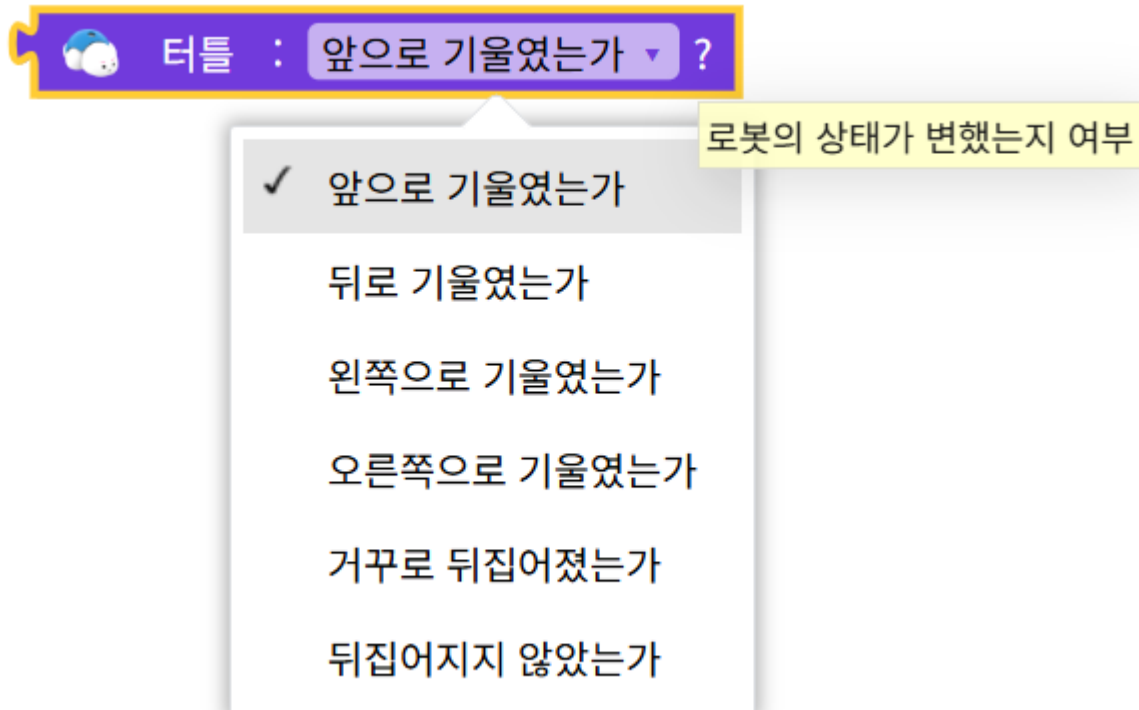 터틀 : 앞으로 기울였는가 ▾ ?
로봇의 상태가 변했는지 여부
✓ 앞으로 기울였는가
뒤로 기울였는가
왼쪽으로 기울였는가
오른쪽으로 기울였는가
거꾸로 뒤집어졌는가
뒤집어지지 않았는가